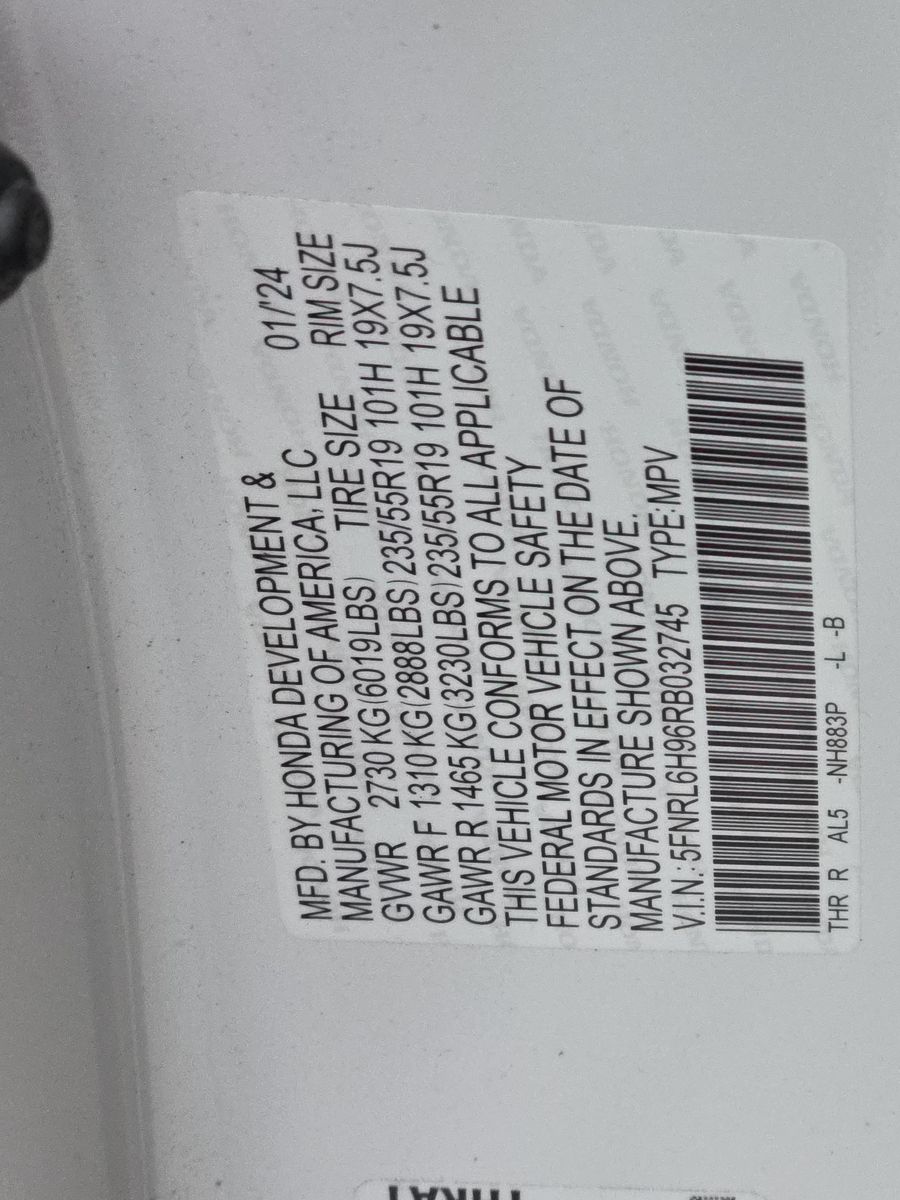 MFD. BY HONDA DEVELOPMENT & 01/'24
MANUFACTURING OF AMERICA, LLC
TIRE SIZE RIM SIZE
GVWR 2730 KG(6019LBS)
GAWR F 1310 KG(2888LBS) 235/55R19 101H 19X7.5J
GAWR R 1465 KG(3230LBS) 235/55R19 101H 19X7.5J
THIS VEHICLE CONFORMS TO ALL APPLICABLE
FEDERAL MOTOR VEHICLE SAFETY
STANDARDS IN EFFECT ON THE DATE OF
MANUFACTURE SHOWN ABOVE.
V.I.N.: 5FNRL6H96RB032745 TYPE:MPV
THR R AL5 -NH883P -L -B